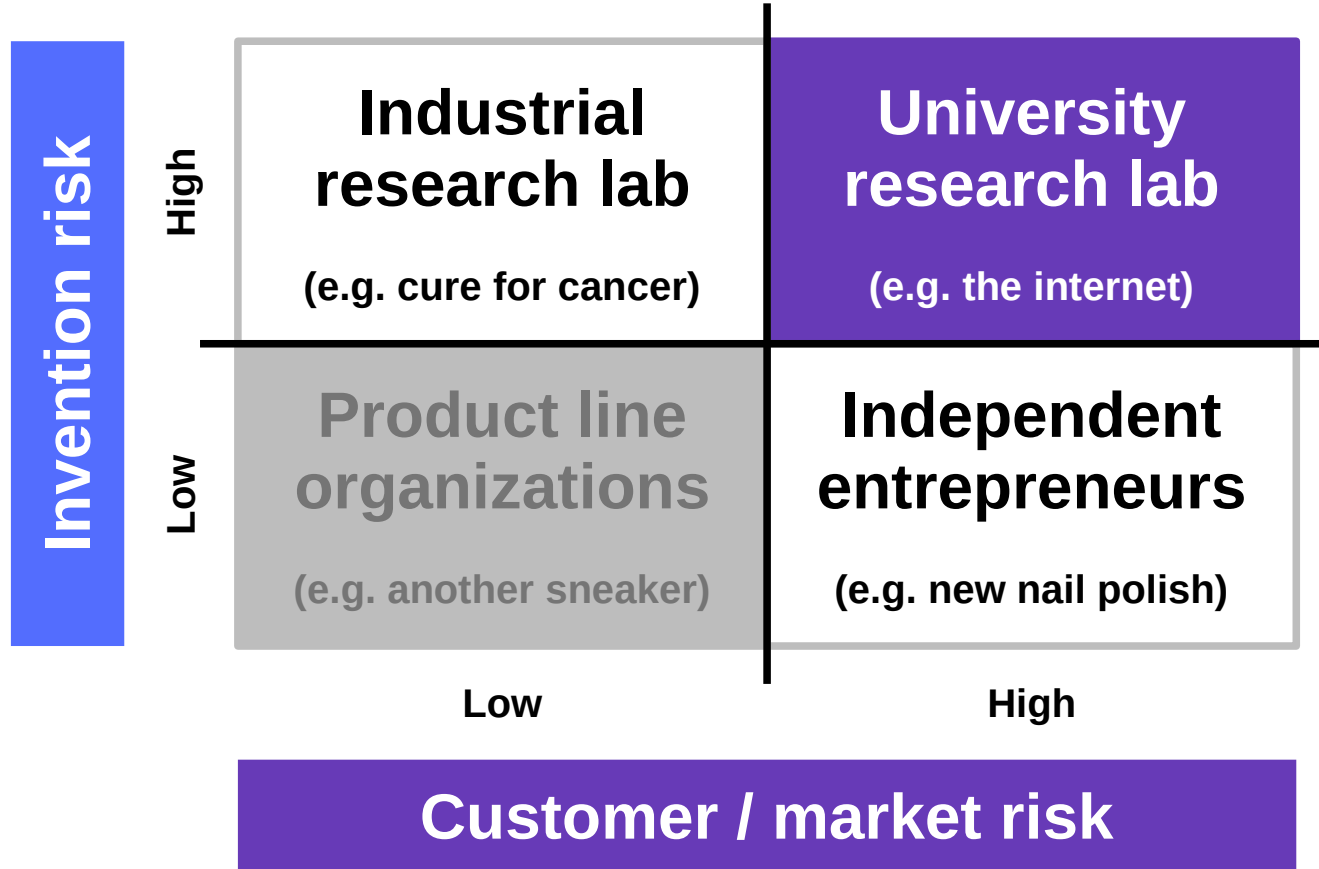 Invention risk
High
Industrial
research lab
(e.g. cure for cancer)
University
research lab
(e.g. the internet)
Low
Product line
organizations
(e.g. another sneaker)
Independent
entrepreneurs
(e.g. new nail polish)
Low
High
Customer / market risk